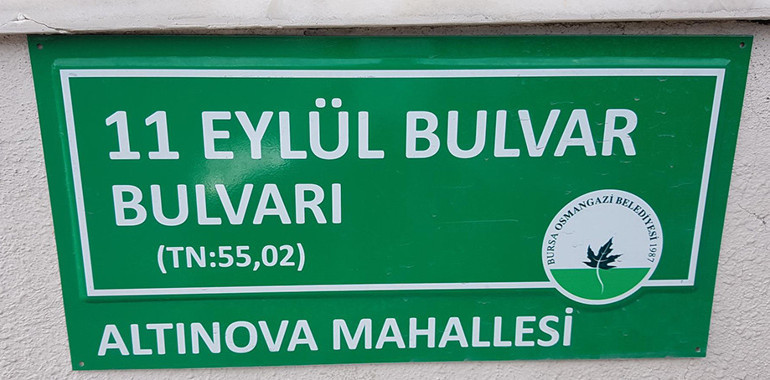 11 EYLÜL BULVAR
BULVARI
(TN:55,02)
BURSA OSMANGAZİ BELEDİYESİ 1987
ALTINOVA MAHALLESİ